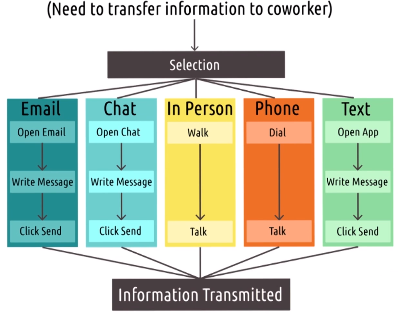 (Need to transfer information to coworker)
Selection
Email
Chat
In Person
Phone
Text
Open Email
Open Chat
Walk
Dial
Open App
Write Message
Write Message
Write Message
Click Send
Click Send
Talk
Talk
Click Send
Information Transmitted